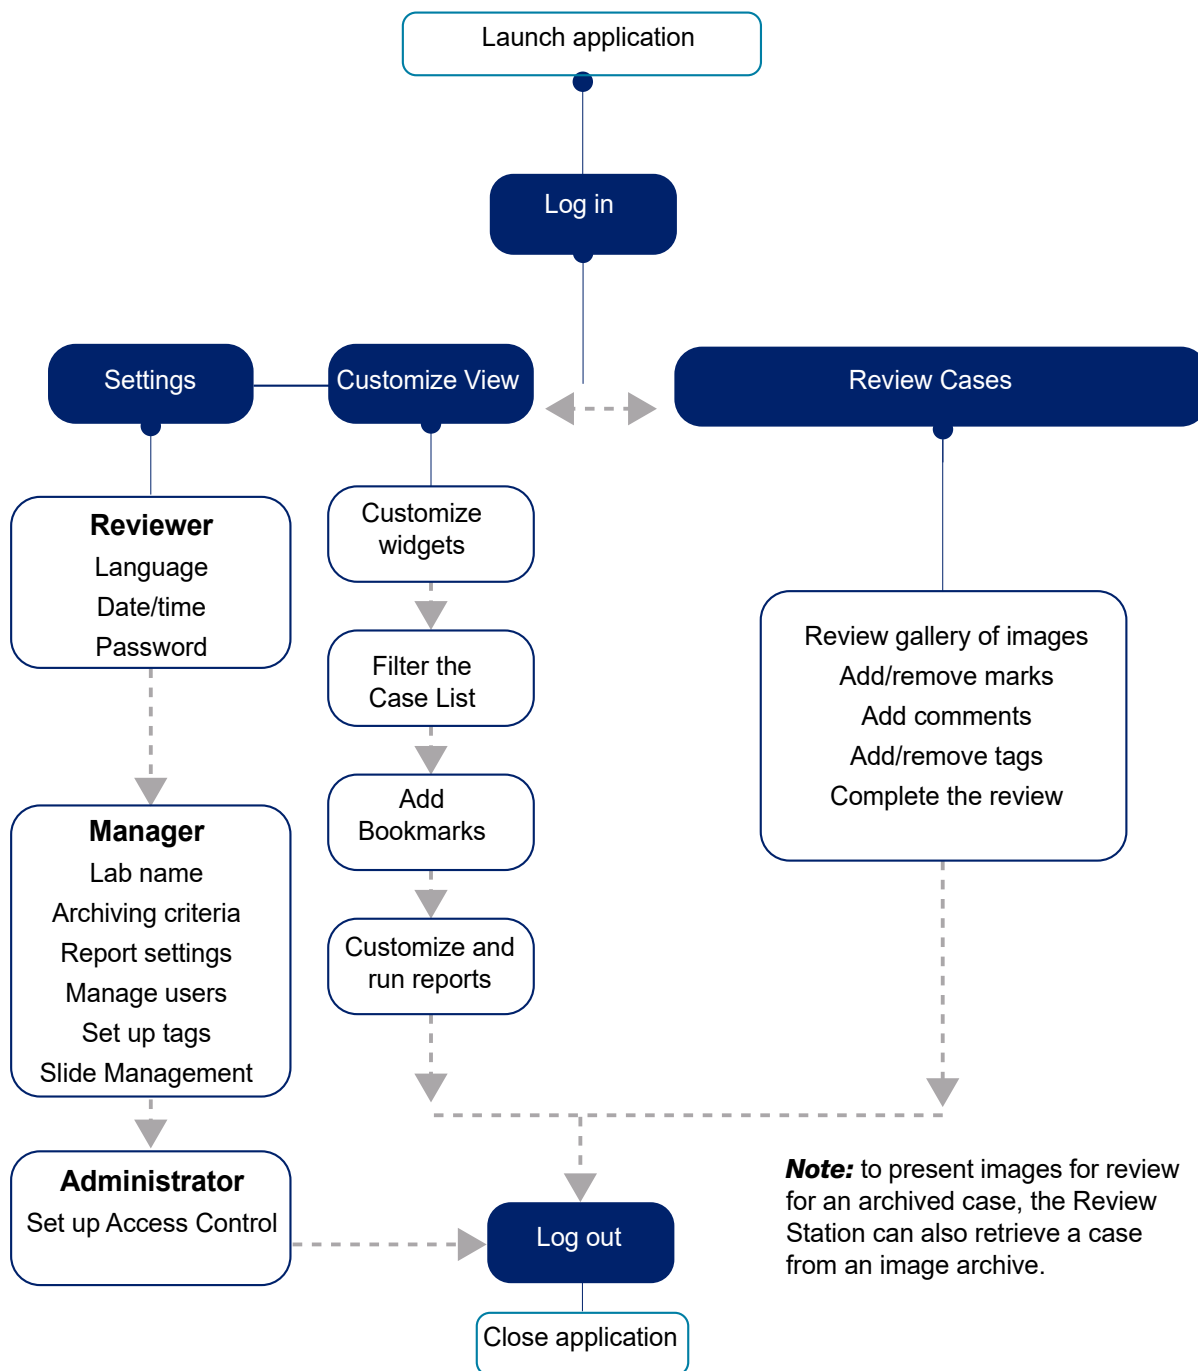 Launch application
Log in
Settings
Customize View
Review Cases
Reviewer
Language
Date/time
Password
Manager
Lab name
Archiving criteria
Report settings
Manage users
Set up tags
Slide Management
Administrator
Set up Access Control
Customize
widgets
Filter the
Case List
Add
Bookmarks
Customize and
run reports
Review gallery of images
Add/remove marks
Add comments
Add/remove tags
Complete the review
Note: to present images for review
for an archived case, the Review
Station can also retrieve a case
from an image archive.
Log out
Close application